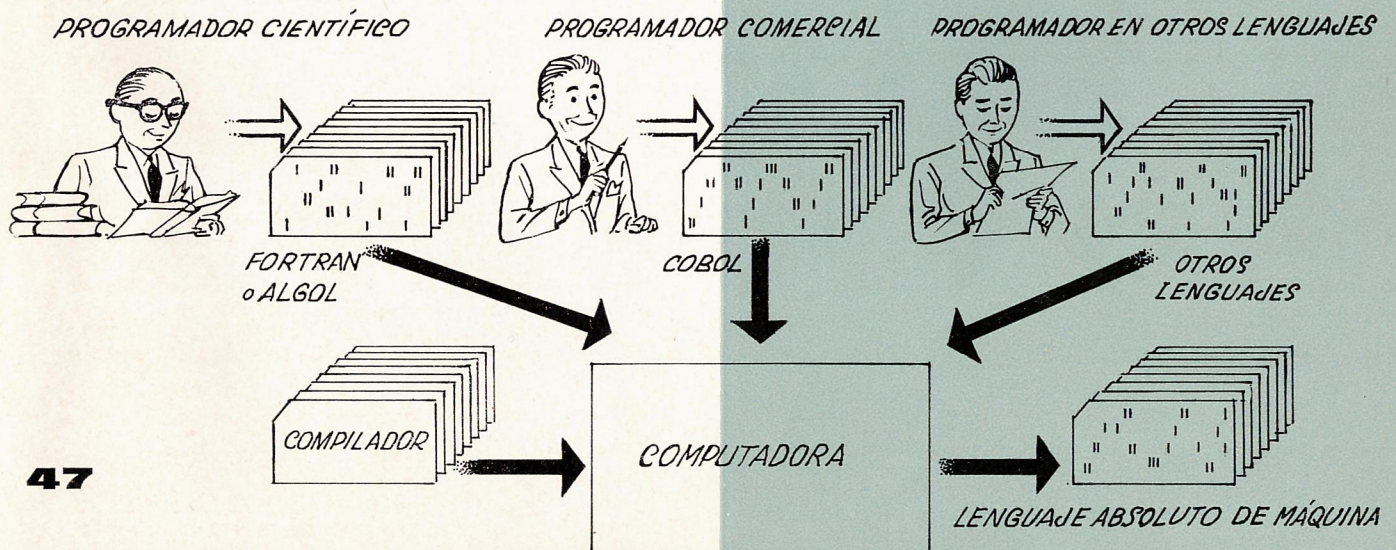 PROGRAMADOR CIENTÍFICO
PROGRAMADOR COMERCIAL
PROGRAMADOR EN OTROS LENGUAJES
FORTRAN
o ALGOL
COBOL
OTROS
LENGUAJES
COMPILADOR
COMPUTADORA
47
LENGUAJE ABSOLUTO DE MÁQUINA